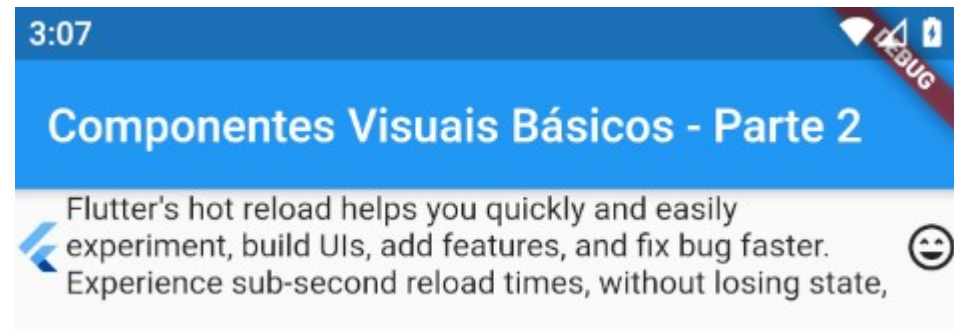 3:07
DEBUG
Componentes Visuais Básicos - Parte 2
Flutter's hot reload helps you quickly and easily
experiment, build UIs, add features, and fix bug faster.
Experience sub-second reload times, without losing state,